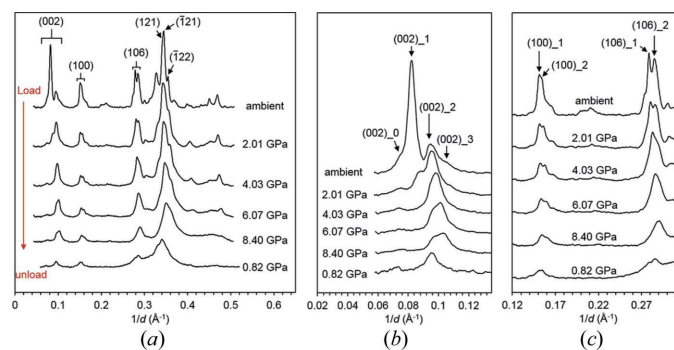 (002)
(100)
(106)
(121)
(1̅21)
(1̅22)
Load
unload
ambient
2.01 GPa
4.03 GPa
6.07 GPa
8.40 GPa
0.82 GPa
0
0.1
0.2
0.3
0.4
0.5
0.6
1/d (Å⁻¹)
(a)
(002)_1
(002)_2
(002)_0
(002)_3
ambient
2.01 GPa
4.03 GPa
6.07 GPa
8.40 GPa
0.82 GPa
0.02
0.04
0.06
0.08
0.1
0.12
1/d (Å⁻¹)
(b)
(106)_2
(100)_1
(106)_1
(100)_2
ambient
2.01 GPa
4.03 GPa
6.07 GPa
8.40 GPa
0.82 GPa
0.12
0.17
0.22
0.27
1/d (Å⁻¹)
(c)